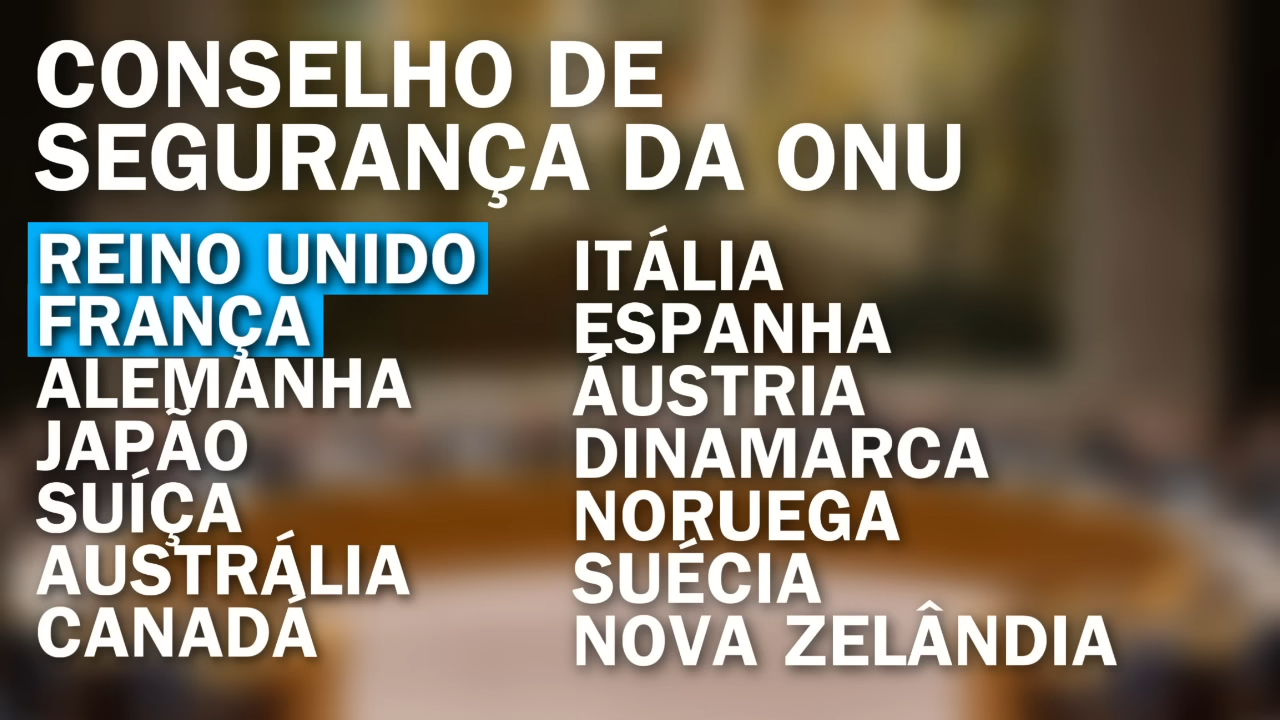 CONSELHO DE
SEGURANÇA DA ONU
REINO UNIDO
FRANÇA
ALEMANHA
JAPÃO
SUÍÇA
AUSTRÁLIA
CANADÁ
ITÁLIA
ESPANHA
ÁUSTRIA
DINAMARCA
NORUEGA
SUÉCIA
NOVA ZELÂNDIA